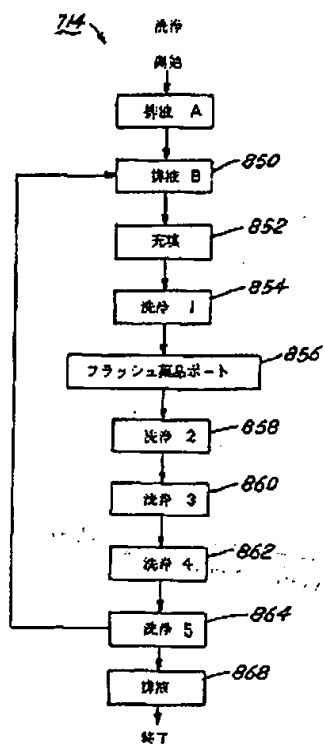 714
洗浄
開始
排液 A
排液 B
850
充填
852
洗浄 1
854
フラッシュ薬品ポート
856
洗浄 2
858
洗浄 3
860
洗浄 4
862
洗浄 5
864
排液
868
終了